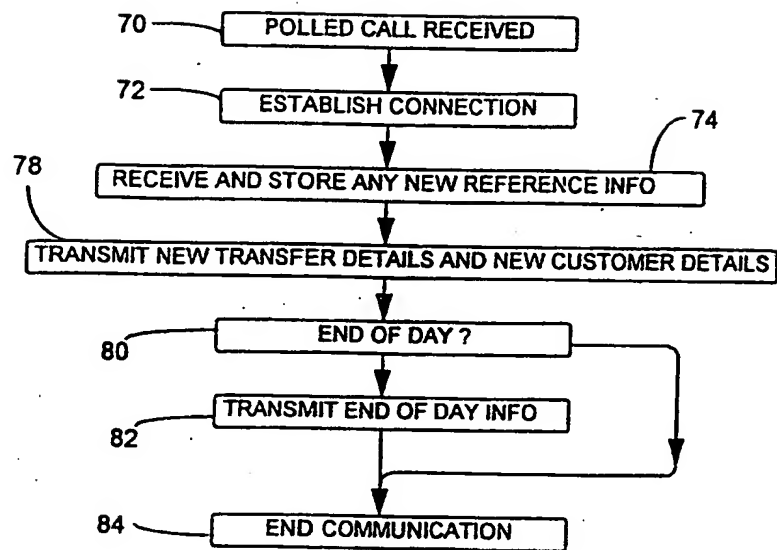 70 POLLED CALL RECEIVED
72 ESTABLISH CONNECTION
74
RECEIVE AND STORE ANY NEW REFERENCE INFO
78
TRANSMIT NEW TRANSFER DETAILS AND NEW CUSTOMER DETAILS
80 END OF DAY ?
82 TRANSMIT END OF DAY INFO
84 END COMMUNICATION